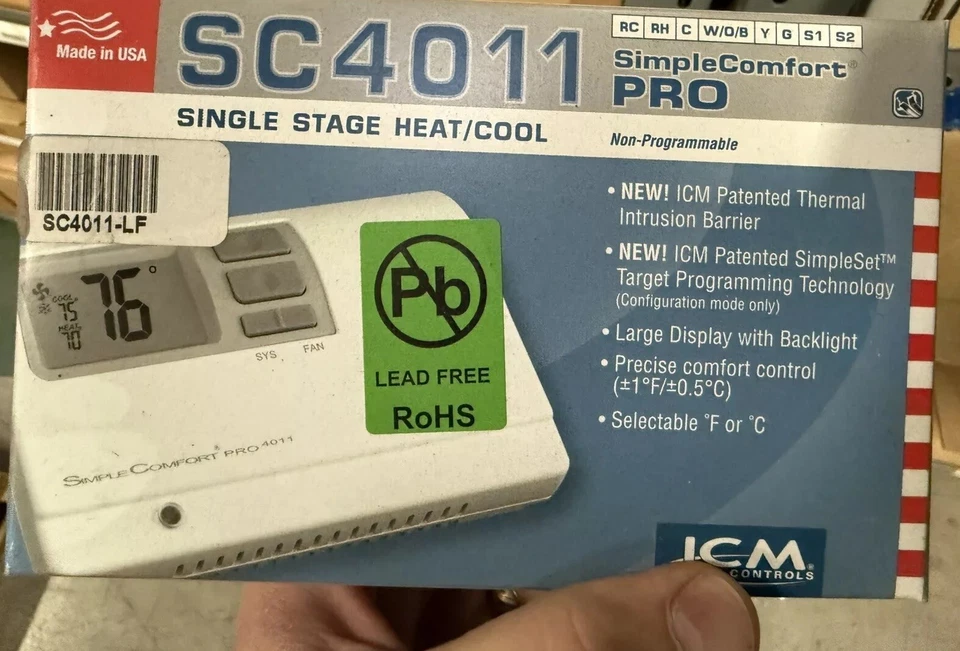 Made in USA
SC4011
RC RH C W/O/B Y G S1 S2
SimpleComfort®
PRO
SINGLE STAGE HEAT/COOL
Non-Programmable
SC4011-LF
• NEW! ICM Patented Thermal
Intrusion Barrier
• NEW! ICM Patented SimpleSet™
Target Programming Technology
(Configuration mode only)
• Large Display with Backlight
• Precise comfort control
(±1°F/±0.5°C)
• Selectable °F or °C
76°
COOL
75
HEAT
70
SYS FAN
Pb
LEAD FREE
RoHS
SIMPLECOMFORT PRO 4011
ICM
CONTROLS